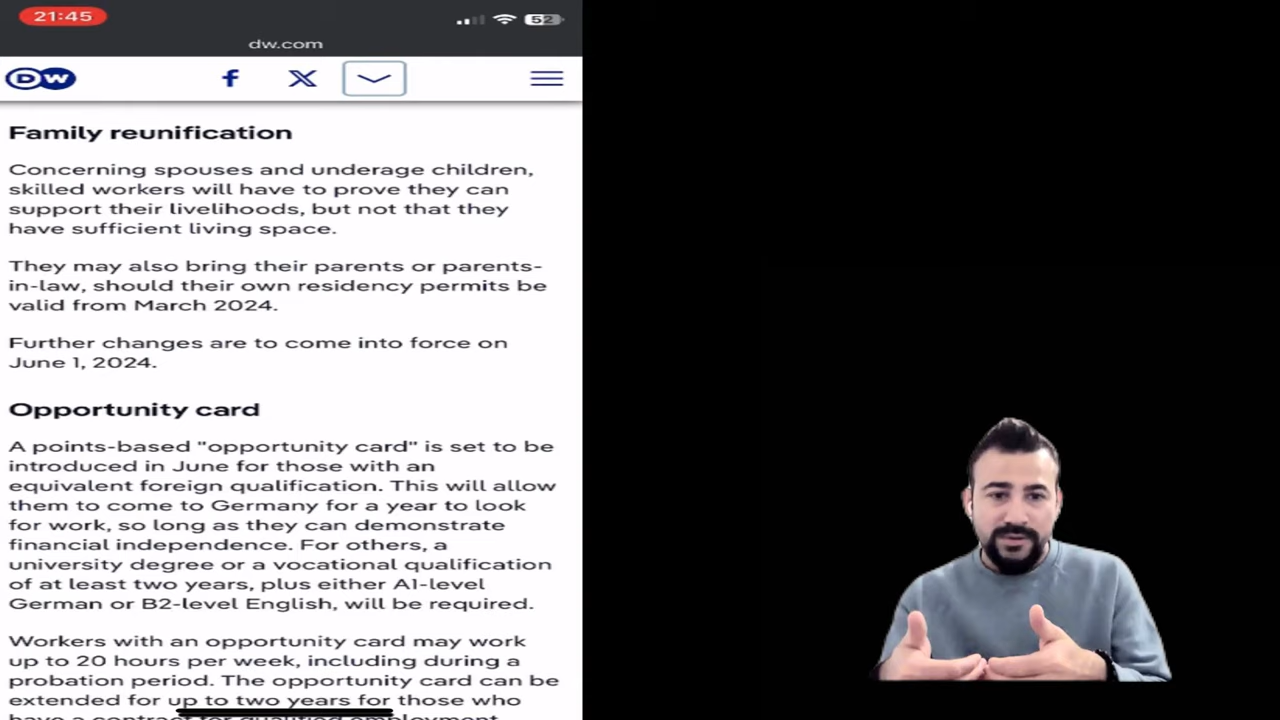 21:45
52
dw.com
DW
f
X
Family reunification
Concerning spouses and underage children,
skilled workers will have to prove they can
support their livelihoods, but not that they
have sufficient living space.
They may also bring their parents or parents-
in-law, should their own residency permits be
valid from March 2024.
Further changes are to come into force on
June 1, 2024.
Opportunity card
A points-based "opportunity card" is set to be
introduced in June for those with an
equivalent foreign qualification. This will allow
them to come to Germany for a year to look
for work, so long as they can demonstrate
financial independence. For others, a
university degree or a vocational qualification
of at least two years, plus either A1-level
German or B2-level English, will be required.
Workers with an opportunity card may work
up to 20 hours per week, including during a
probation period. The opportunity card can be
extended for up to two years for those who
have a contract for qualified employment